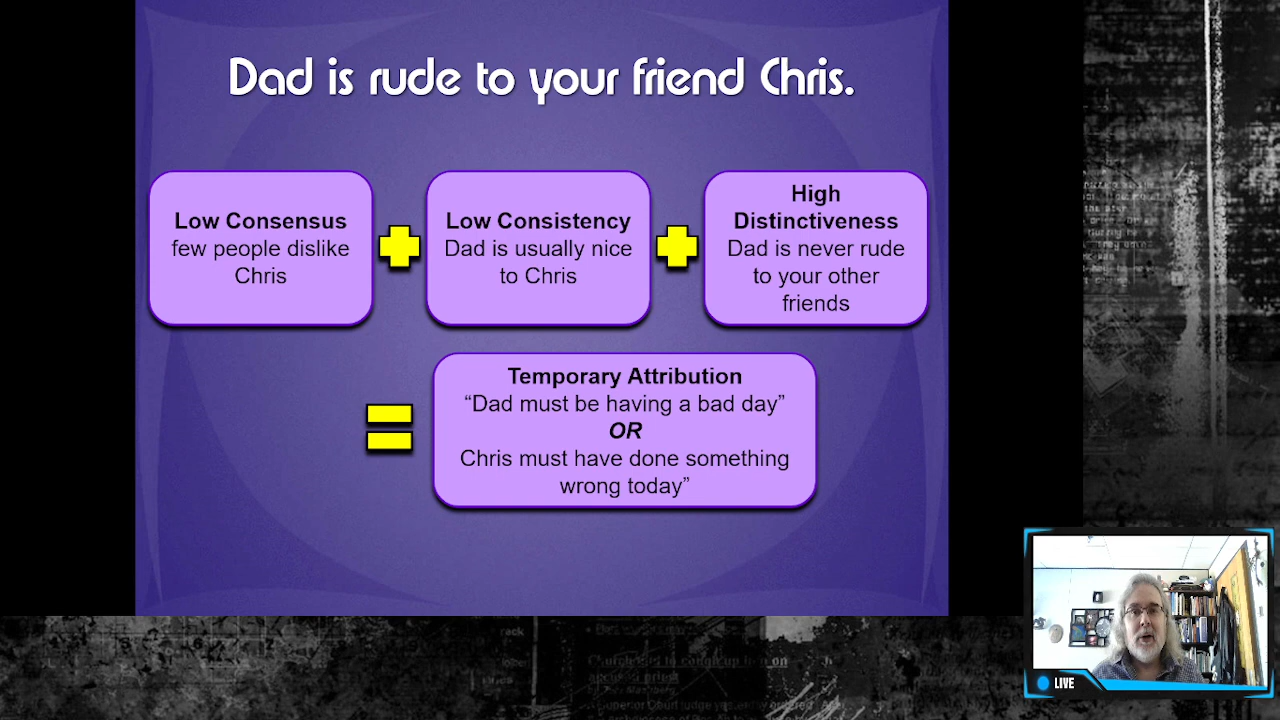 Dad is rude to your friend Chris.
Low Consensus
few people dislike
Chris
Low Consistency
Dad is usually nice
to Chris
High
Distinctiveness
Dad is never rude
to your other
friends
Temporary Attribution
“Dad must be having a bad day”
OR
Chris must have done something
wrong today”
LIVE